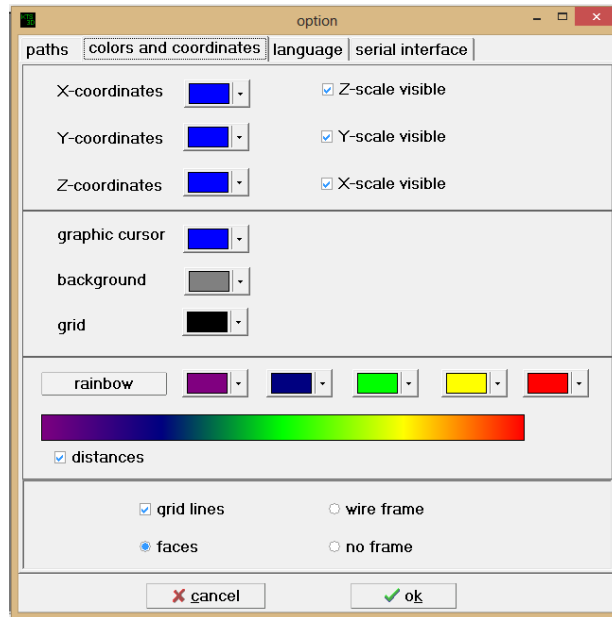 option
paths colors and coordinates language serial interface
X-coordinates Z-scale visible
Y-coordinates Y-scale visible
Z-coordinates X-scale visible
graphic cursor
background
grid
rainbow
distances
grid lines wire frame
faces no frame
cancel ok